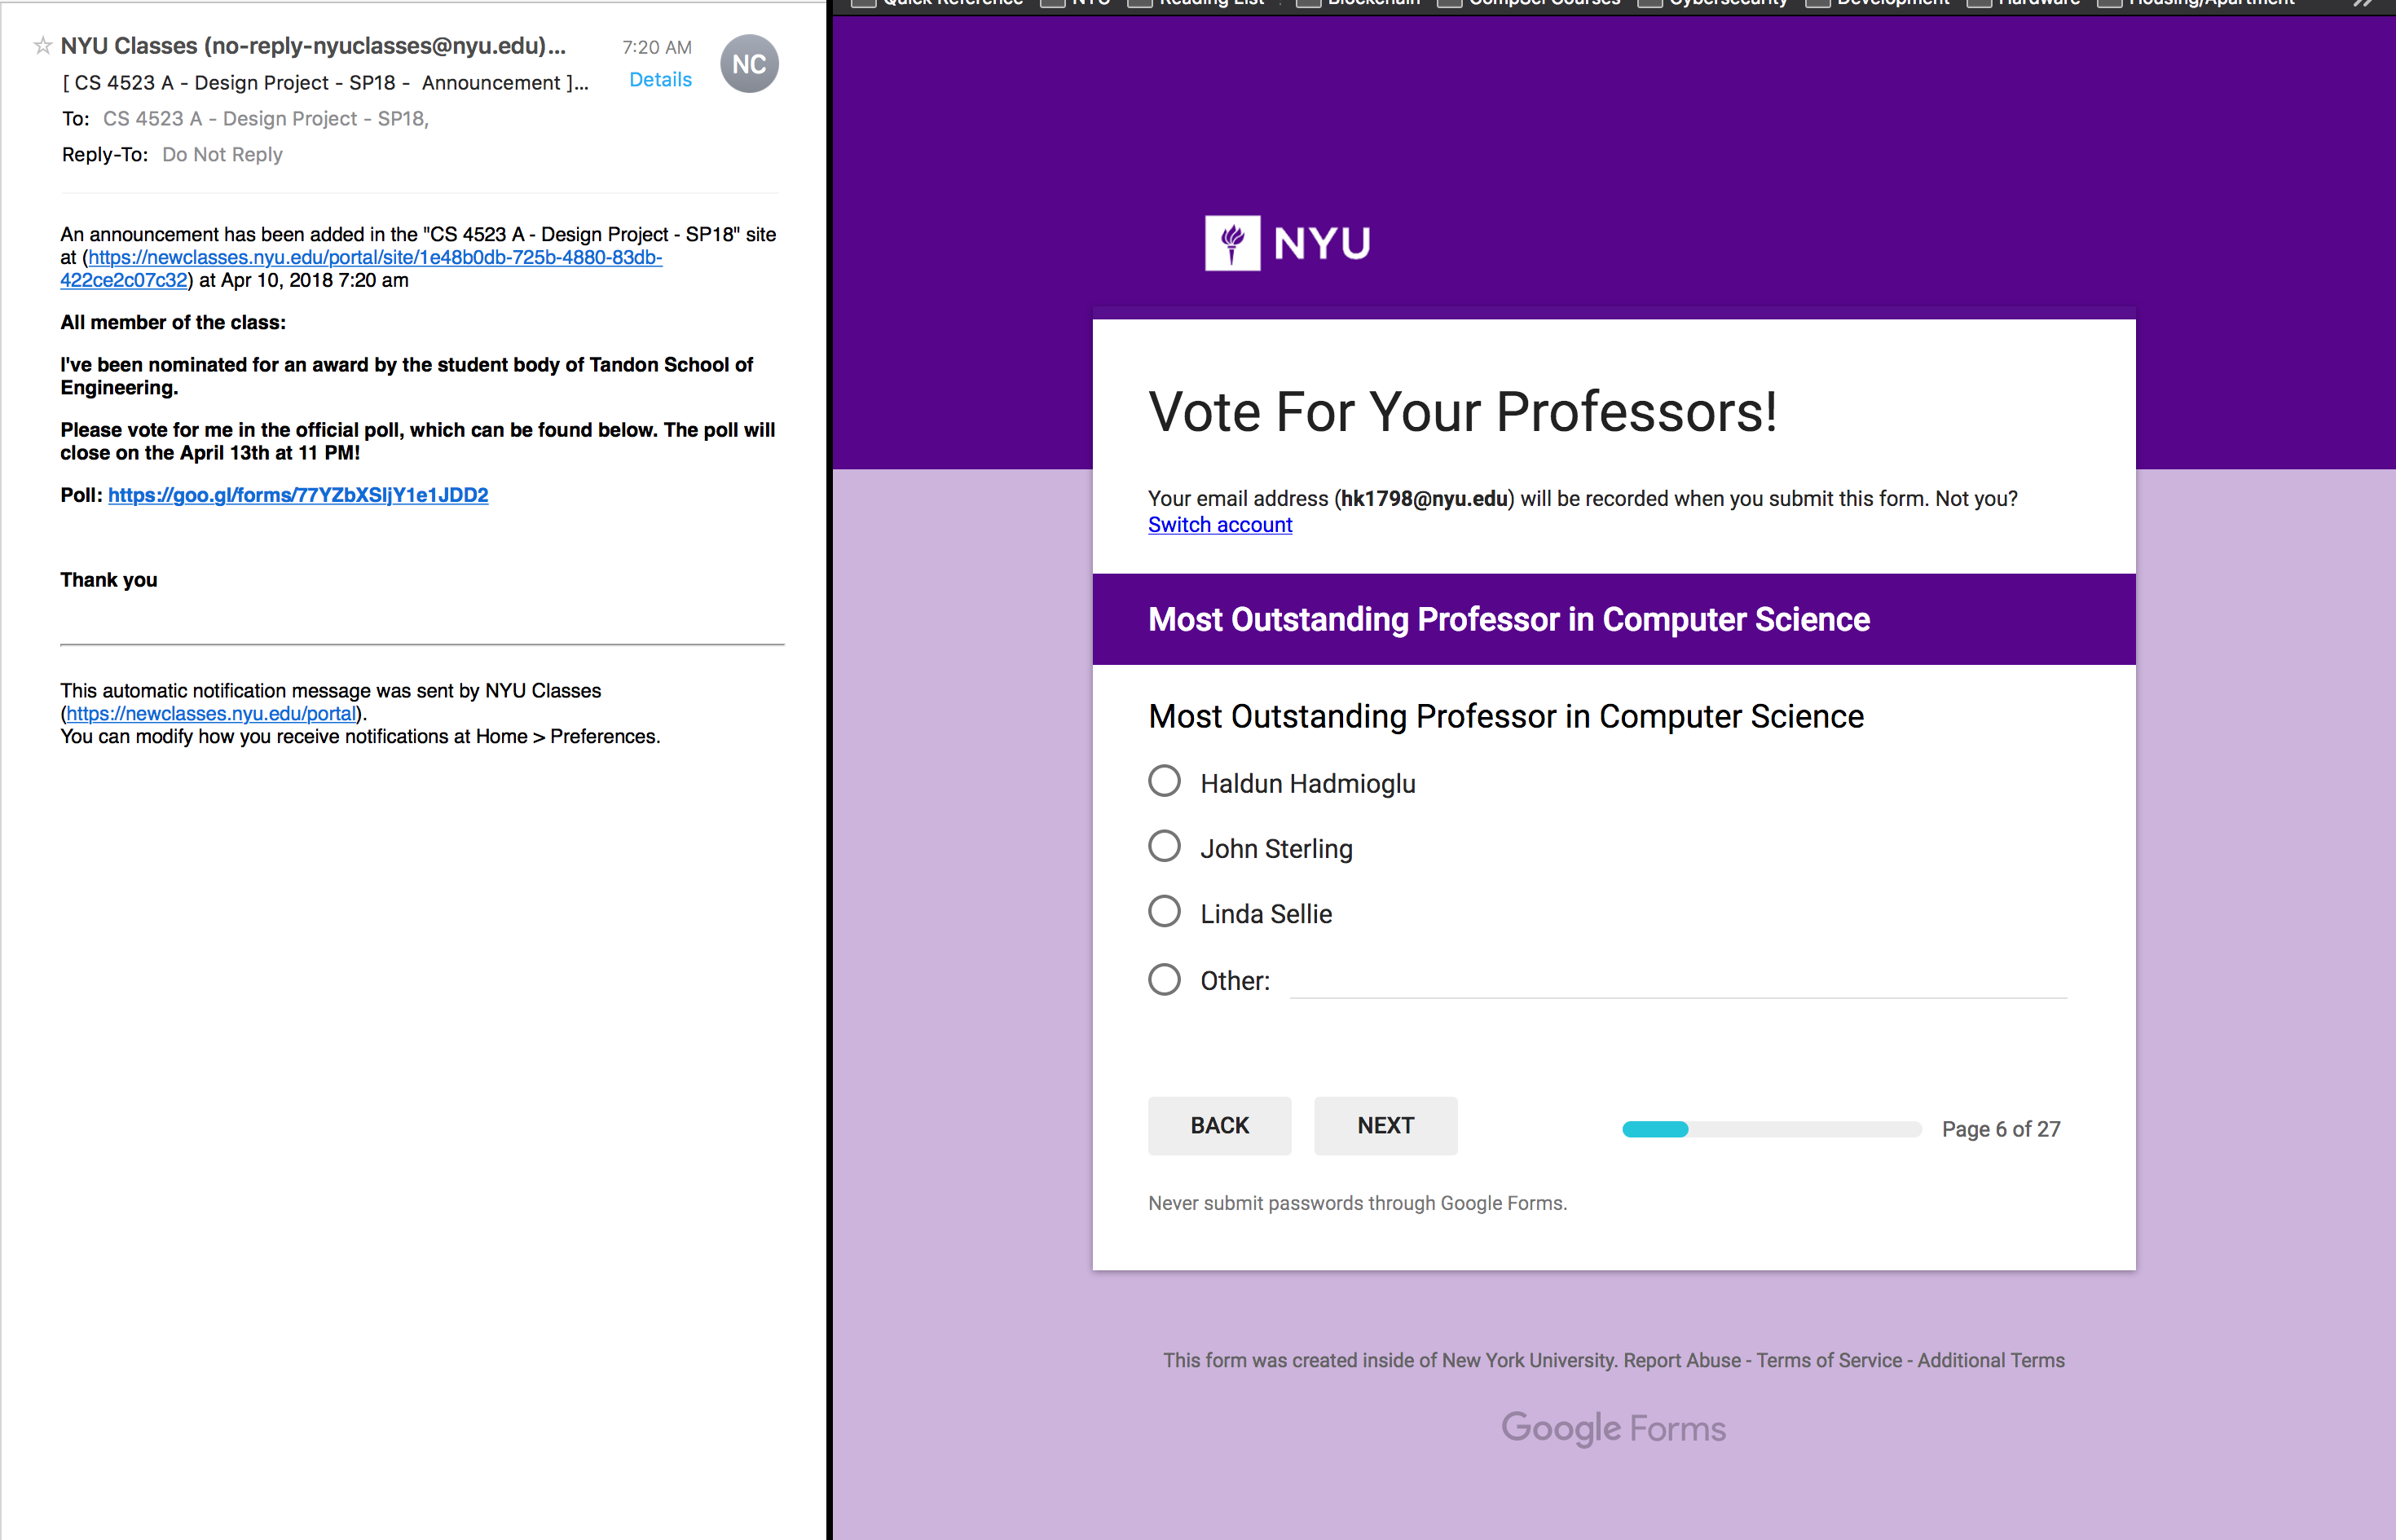 NYU Classes (no-reply-nyuclasses@nyu.edu)...
7:20 AM
NC
[ CS 4523 A - Design Project - SP18 - Announcement ]...
Details
To: CS 4523 A - Design Project - SP18,
Reply-To: Do Not Reply
An announcement has been added in the "CS 4523 A - Design Project - SP18" site
at (https://newclasses.nyu.edu/portal/site/1e48b0db-725b-4880-83db-
422ce2c07c32) at Apr 10, 2018 7:20 am
All member of the class:
I've been nominated for an award by the student body of Tandon School of
Engineering.
Please vote for me in the official poll, which can be found below. The poll will
close on the April 13th at 11 PM!
Poll: https://goo.gl/forms/77YZbXSljY1e1JDD2
Thank you
This automatic notification message was sent by NYU Classes
(https://newclasses.nyu.edu/portal).
You can modify how you receive notifications at Home > Preferences.
Quick Reference NYU Reading List Blockchain CompSci Courses Cybersecurity Development Hardware Housing/Apartment
NYU
Vote For Your Professors!
Your email address (hk1798@nyu.edu) will be recorded when you submit this form. Not you?
Switch account
Most Outstanding Professor in Computer Science
Most Outstanding Professor in Computer Science
Haldun Hadmioglu
John Sterling
Linda Sellie
Other:
BACK NEXT Page 6 of 27
Never submit passwords through Google Forms.
This form was created inside of New York University. Report Abuse - Terms of Service - Additional Terms
Google Forms